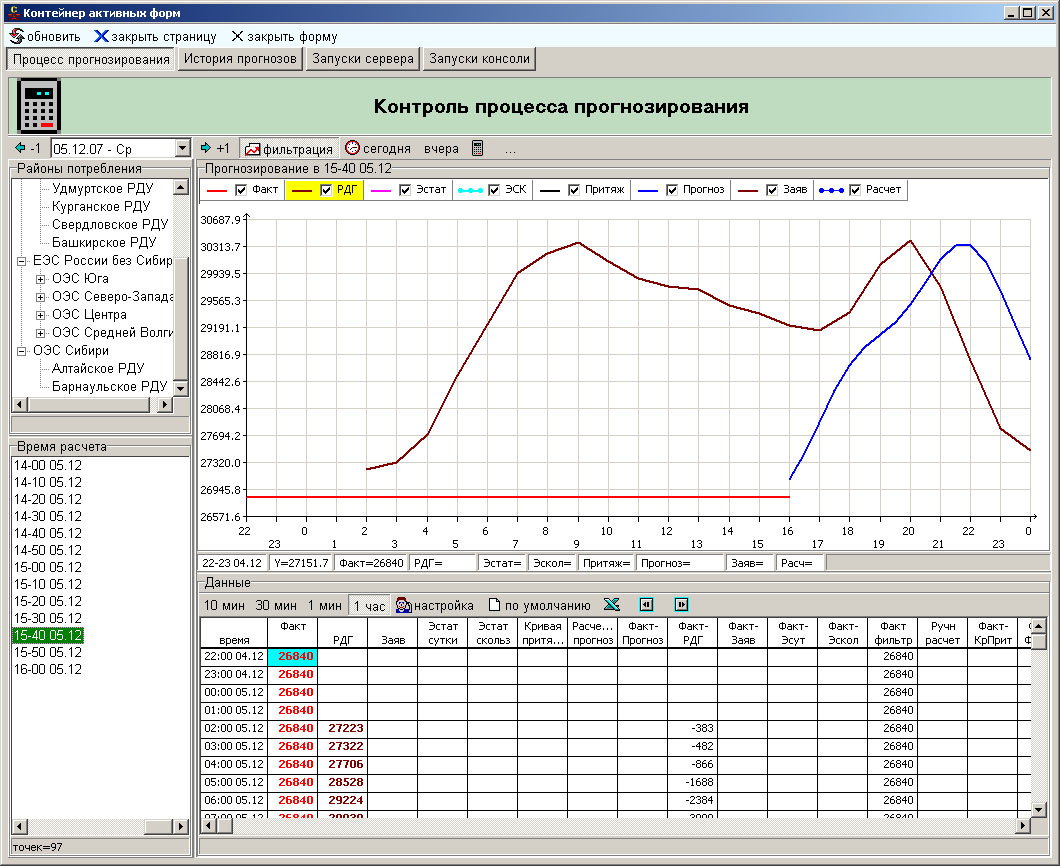 Контейнер активных форм
обновить закрыть страницу закрыть форму
Процесс прогнозирования История прогнозов Запуски сервера Запуски консоли
Контроль процесса прогнозирования
-1 05.12.07 - Ср +1 фильтрация сегодня вчера ...
Районы потребления
Удмуртское РДУ
Курганское РДУ
Свердловское РДУ
Башкирское РДУ
ЕЭС России без Сибир
ОЭС Юга
ОЭС Северо-Запада
ОЭС Центра
ОЭС Средней Волги
ОЭС Сибири
Алтайское РДУ
Барнаульское РДУ
Время расчета
14-00 05.12
14-10 05.12
14-20 05.12
14-30 05.12
14-40 05.12
14-50 05.12
15-00 05.12
15-10 05.12
15-20 05.12
15-30 05.12
15-40 05.12
15-50 05.12
16-00 05.12
точек=97
Прогнозирование в 15-40 05.12
Факт РДГ Эстат ЭСК Притяж Прогноз Заяв Расчет
30687.9
30313.7
29939.5
29565.3
29191.1
28816.9
28442.6
28068.4
27694.2
27320.0
26945.8
26571.6
22 0 2 4 6 8 10 12 14 16 18 20 22 0
23 1 3 5 7 9 11 13 15 17 19 21 23
22-23 04.12 Y=27151.7 Факт=26840 РДГ= Эстат= Эскол= Притяж= Прогноз= Заяв= Расч=
Данные
10 мин 30 мин 1 мин 1 час настройка по умолчанию
Факт Эстат Эстат Кривая Расче... Факт- Факт- Факт- Факт- Факт- Факт Ручн Факт-
время РДГ Заяв сутки скольз притя... прогноз Прогноз РДГ Заяв Эсут Эскол фильтр расчет КрПрит
22:00 04.12 26840 26840
23:00 04.12 26840 26840
00:00 05.12 26840 26840
01:00 05.12 26840 26840
02:00 05.12 26840 27223 -383 26840
03:00 05.12 26840 27322 -482 26840
04:00 05.12 26840 27706 -866 26840
05:00 05.12 26840 28528 -1688 26840
06:00 05.12 26840 29224 -2384 26840